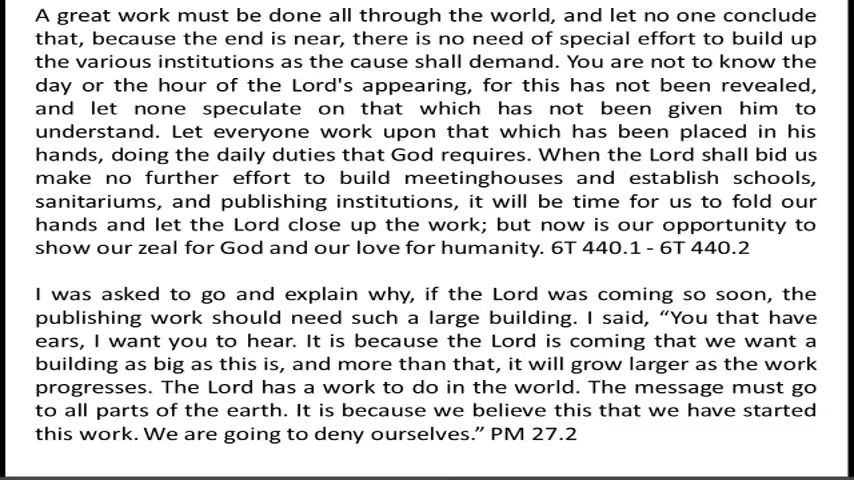 A great work must be done all through the world, and let no one conclude
that, because the end is near, there is no need of special effort to build up
the various institutions as the cause shall demand. You are not to know the
day or the hour of the Lord's appearing, for this has not been revealed,
and let none speculate on that which has not been given him to
understand. Let everyone work upon that which has been placed in his
hands, doing the daily duties that God requires. When the Lord shall bid us
make no further effort to build meetinghouses and establish schools,
sanitariums, and publishing institutions, it will be time for us to fold our
hands and let the Lord close up the work; but now is our opportunity to
show our zeal for God and our love for humanity. 6T 440.1 - 6T 440.2
I was asked to go and explain why, if the Lord was coming so soon, the
publishing work should need such a large building. I said, “You that have
ears, I want you to hear. It is because the Lord is coming that we want a
building as big as this is, and more than that, it will grow larger as the work
progresses. The Lord has a work to do in the world. The message must go
to all parts of the earth. It is because we believe this that we have started
this work. We are going to deny ourselves.” PM 27.2